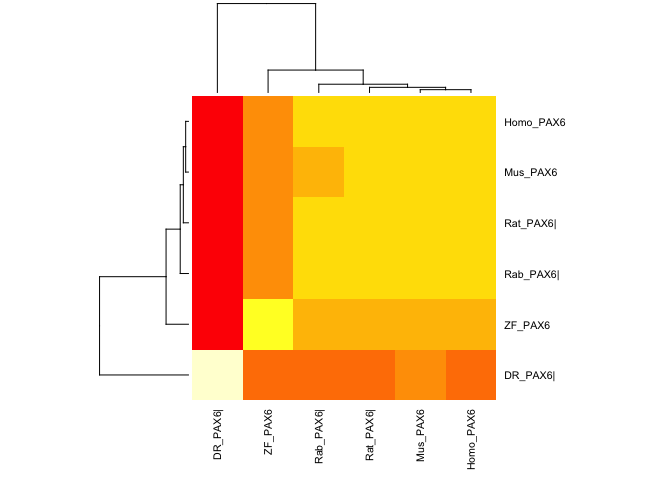 Homo_PAX6
Mus_PAX6
Rat_PAX6|
Rab_PAX6|
ZF_PAX6
DR_PAX6|
DR_PAX6|
ZF_PAX6
Rab_PAX6|
Rat_PAX6|
Mus_PAX6
Homo_PAX6